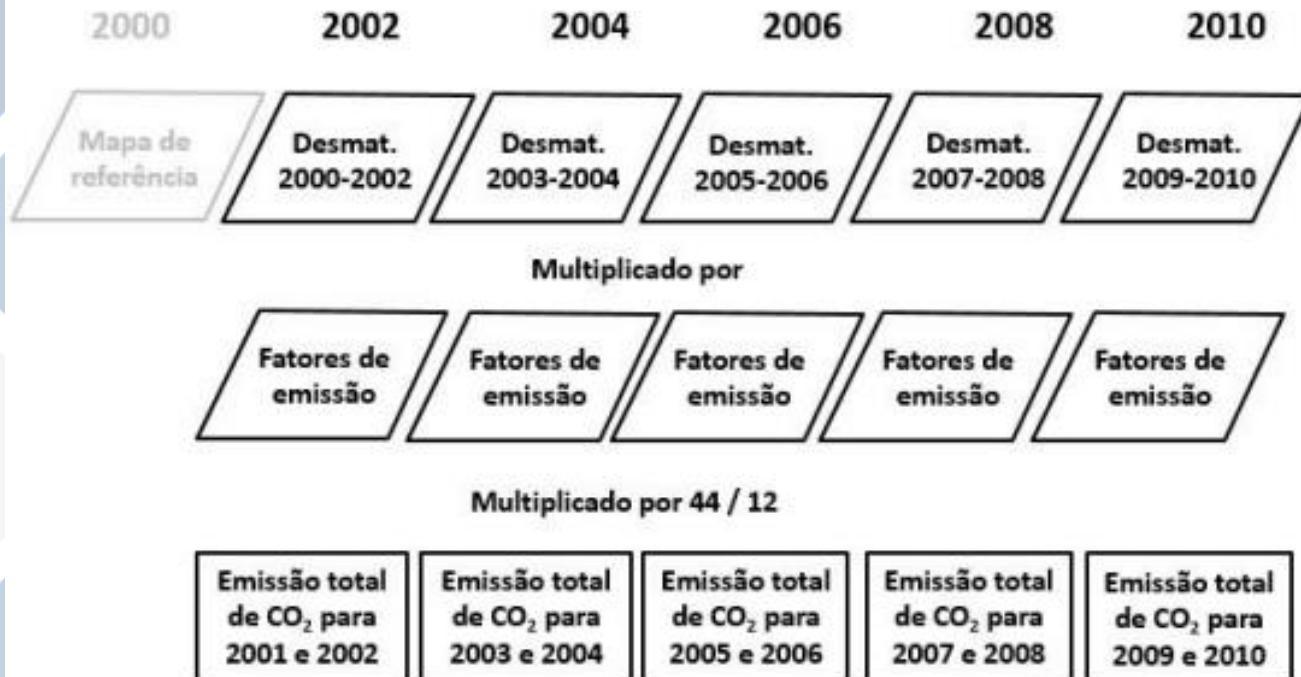 2000 2002 2004 2006 2008 2010
Mapa de referência
Desmat. 2000-2002
Desmat. 2003-2004
Desmat. 2005-2006
Desmat. 2007-2008
Desmat. 2009-2010
Multiplicado por
Fatores de emissão
Fatores de emissão
Fatores de emissão
Fatores de emissão
Fatores de emissão
Multiplicado por 44 / 12
Emissão total de CO₂ para 2001 e 2002
Emissão total de CO₂ para 2003 e 2004
Emissão total de CO₂ para 2005 e 2006
Emissão total de CO₂ para 2007 e 2008
Emissão total de CO₂ para 2009 e 2010